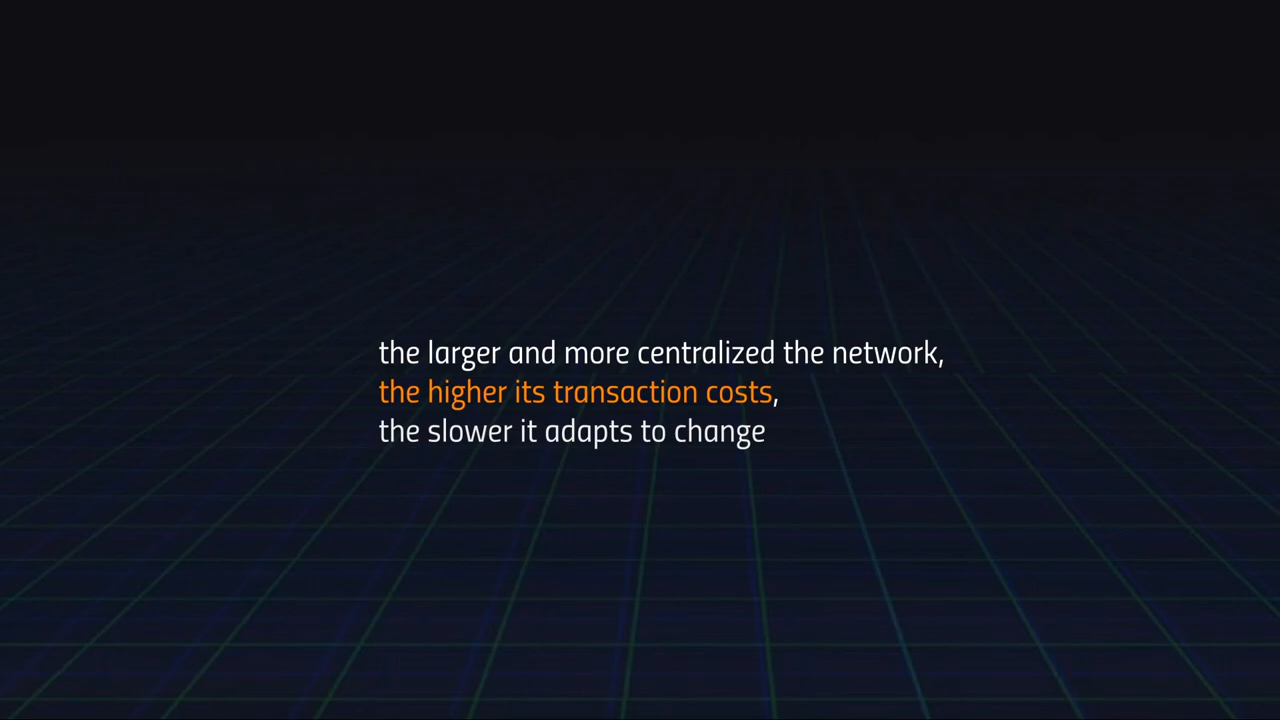 the larger and more centralized the network,
the higher its transaction costs,
the slower it adapts to change